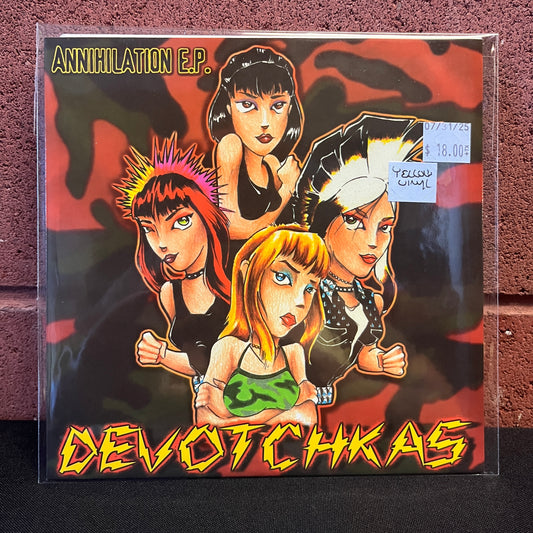 ANNIHILATION E.P.
07/31/25
$ 18.00
YELLOW
VINYL
DEVOTCHKAS